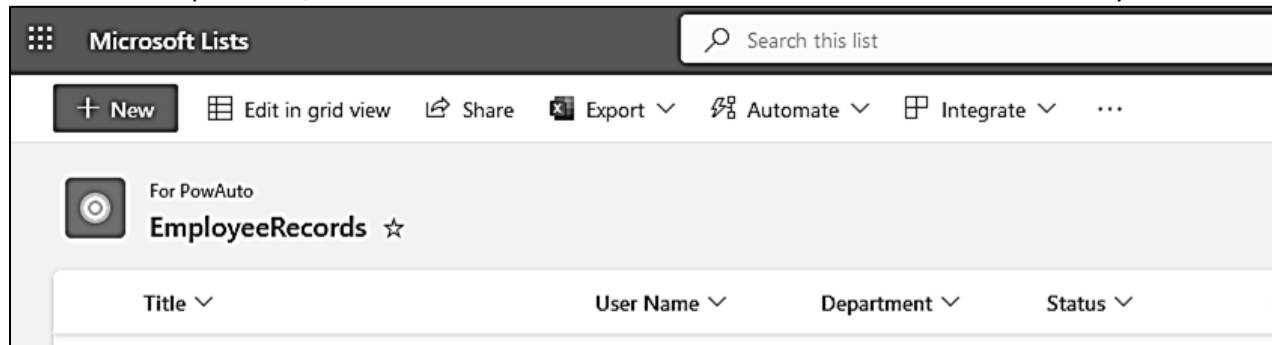 Microsoft Lists
Search this list
+ New Edit in grid view Share Export Automate Integrate ...
For PowAuto
EmployeeRecords
Title User Name Department Status